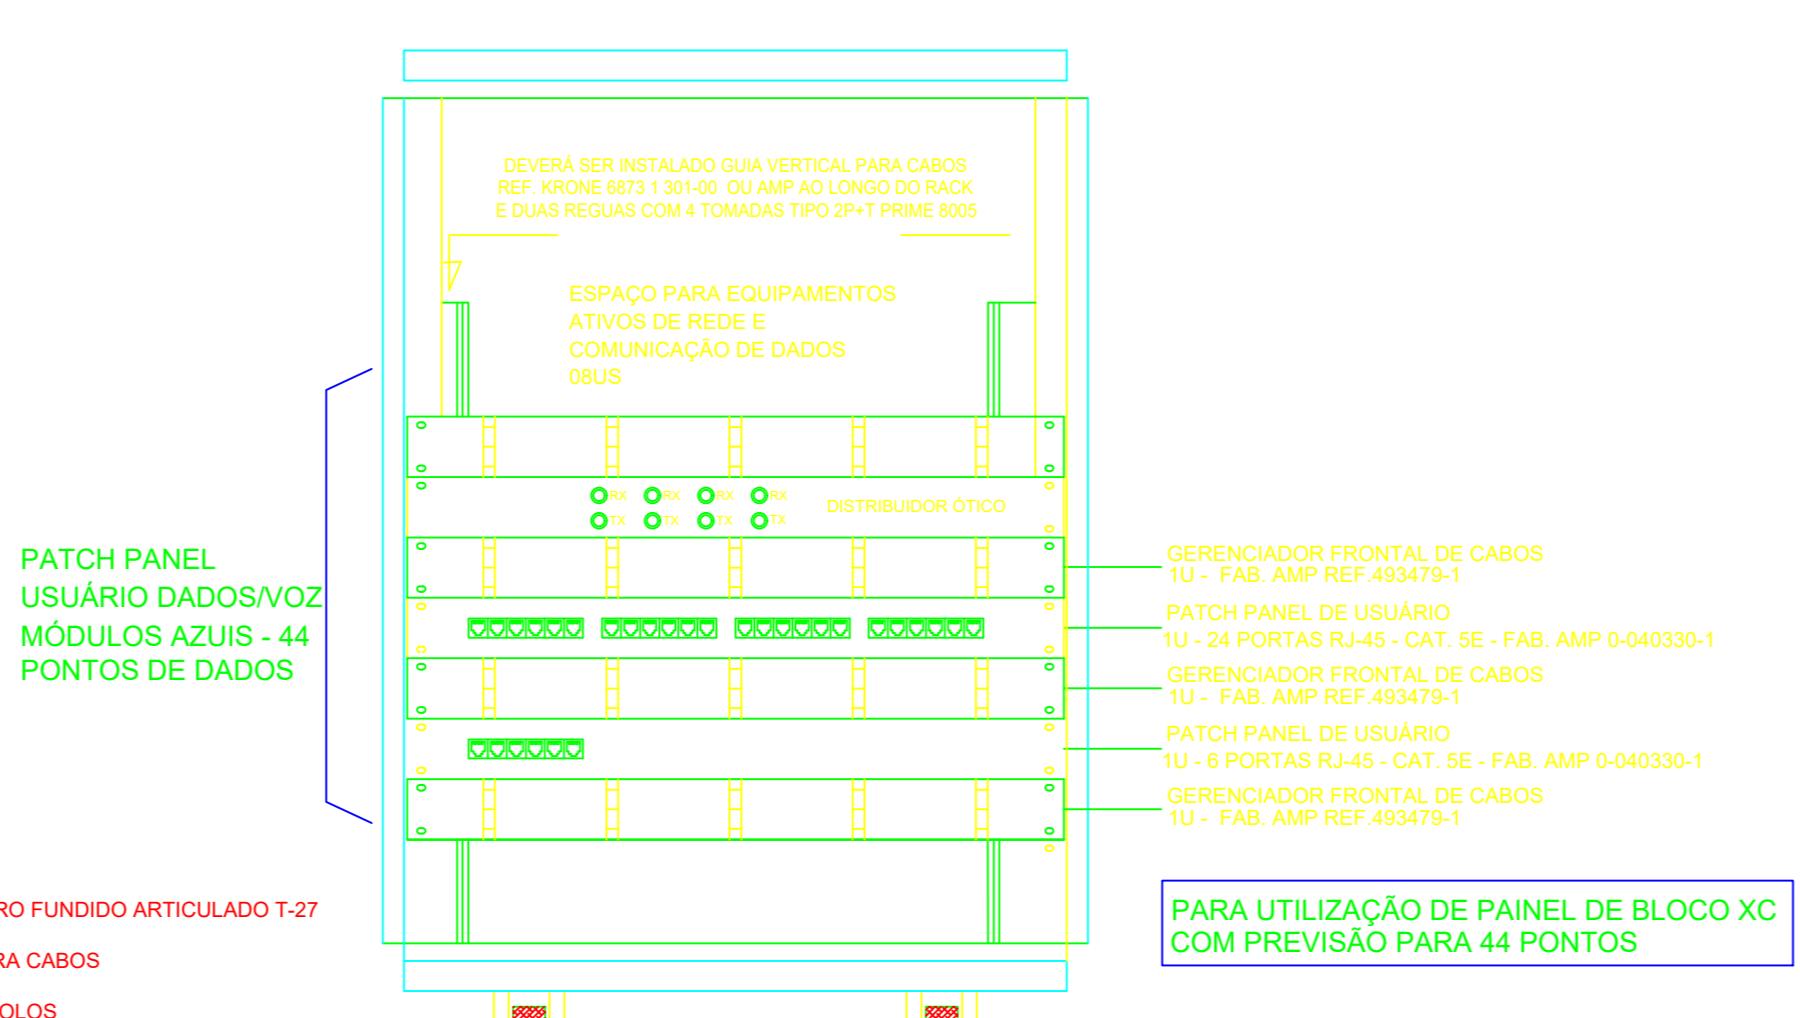 DEVERÁ SER INSTALADO GUIA VERTICAL PARA CABOS
REF. KRONE 6873 1 301-00 OU AMP AO LONGO DO RACK
E DUAS REGUAS COM 4 TOMADAS TIPO 2P+T PRIME 8005
ESPAÇO PARA EQUIPAMENTOS
ATIVOS DE REDE E
COMUNICAÇÃO DE DADOS
08US
RX RX RX RX
TX TX TX TX
DISTRIBUIDOR ÓTICO
PATCH PANEL
USUÁRIO DADOS/VOZ
MÓDULOS AZUIS - 44
PONTOS DE DADOS
GERENCIADOR FRONTAL DE CABOS
1U - FAB. AMP REF.493479-1
PATCH PANEL DE USUÁRIO
1U - 24 PORTAS RJ-45 - CAT. 5E - FAB. AMP 0-040330-1
GERENCIADOR FRONTAL DE CABOS
1U - FAB. AMP REF.493479-1
PATCH PANEL DE USUÁRIO
1U - 6 PORTAS RJ-45 - CAT. 5E - FAB. AMP 0-040330-1
GERENCIADOR FRONTAL DE CABOS
1U - FAB. AMP REF.493479-1
RO FUNDIDO ARTICULADO T-27
RA CABOS
OLOS
PARA UTILIZAÇÃO DE PAINEL DE BLOCO XC
COM PREVISÃO PARA 44 PONTOS